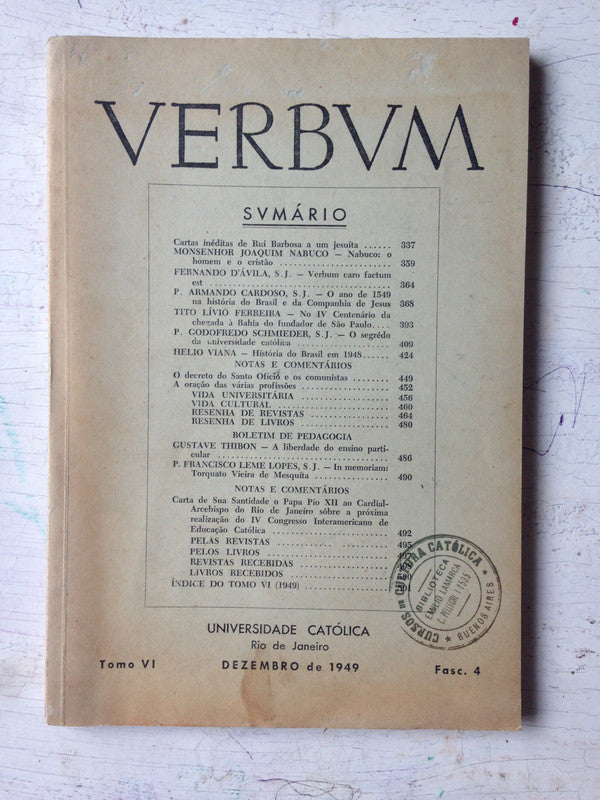 VERBVM
SVMÁRIO
Cartas inéditas de Rui Barbosa a um jesuíta ...... 337
MONSENHOR JOAQUIM NABUCO — Nabuco: o
homem e o cristão .................... 359
FERNANDO D'ÁVILA, S. J. — Verbum caro factum
est .................................. 364
P. ARMANDO CARDOSO, S. J. — O ano de 1549
na história do Brasil e da Companhia de Jesus 368
TITO LÍVIO FERREIRA — No IV Centenário da
chegada à Bahia do fundador de São Paulo.... 393
P. GODOFREDO SCHMIEDER, S. J. — O segrêdo
da universidade católica .................. 409
HELIO VIANA — História do Brasil em 1948...... 424
NOTAS E COMENTÁRIOS
O decreto do Santo Ofício e os comunistas ........ 449
A oração das várias profissões .................. 452
VIDA UNIVERSITÁRIA .................. 456
VIDA CULTURAL ...................... 460
RESENHA DE REVISTAS ................ 464
RESENHA DE LIVROS .................. 480
BOLETIM DE PEDAGOGIA
GUSTAVE THIBON — A liberdade do ensino parti-
cular ................................ 486
P. FRANCISCO LEME LOPES, S. J. — In memoriam:
Torquato Vieira de Mesquita .............. 490
NOTAS E COMENTÁRIOS
Carta de Sua Santidade o Papa Pio XII ao Cardial-
Arcebispo do Rio de Janeiro sôbre a próxima
realização do IV Congresso Interamericano de
Educação Católica ...................... 492
PELAS REVISTAS ...................... 495
PELOS LIVROS ........................
REVISTAS RECEBIDAS ..................
LIVROS RECEBIDOS ....................
ÍNDICE DO TOMO VI (1949) ....................
CURSOS DE CULTURA CATÓLICA
BIBLIOTECA
EMILIO LAMARCA
C. PELLEGRINI 1535
★ BUENOS AIRES ★
UNIVERSIDADE CATÓLICA
Rio de Janeiro
Tomo VI DEZEMBRO de 1949 Fasc. 4